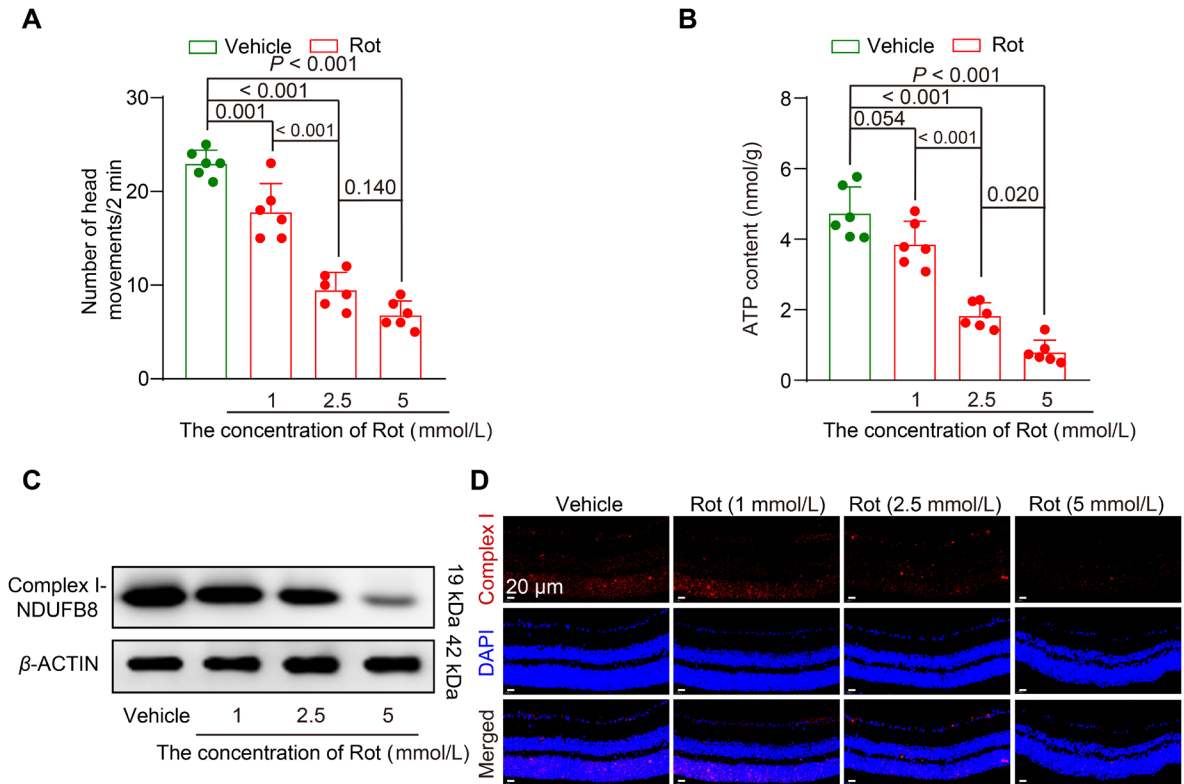 A
Vehicle Rot
P < 0.001
< 0.001
0.001
< 0.001
0.140
Number of head
movements/2 min
30
20
10
0
1 2.5 5
The concentration of Rot (mmol/L)
B
Vehicle Rot
P < 0.001
< 0.001
0.054
< 0.001
0.020
ATP content (nmol/g)
8
6
4
2
0
1 2.5 5
The concentration of Rot (mmol/L)
C
Complex I-
NDUFB8
19 kDa
β-ACTIN
42 kDa
Vehicle 1 2.5 5
The concentration of Rot (mmol/L)
D
Vehicle Rot (1 mmol/L) Rot (2.5 mmol/L) Rot (5 mmol/L)
Complex I
20 μm
DAPI
Merged